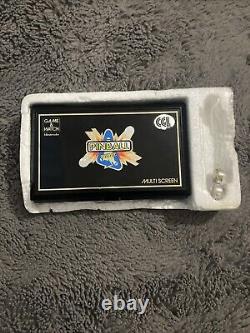 GAME &
WATCH
Nintendo
CGL
PINBALL
MULTI SCREEN